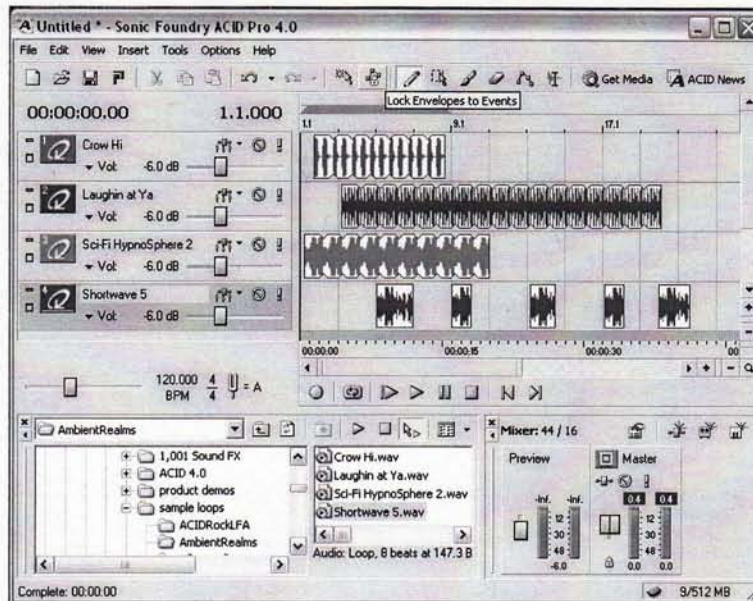 Untitled * - Sonic Foundry ACID Pro 4.0
File Edit View Insert Tools Options Help
Get Media ACID News
Lock Envelopes to Events
00:00:00.00 1.1.000
1.1 9.1 17.1
1 Crow Hi
Vol: -6.0 dB
2 Laughin at Ya
Vol: -6.0 dB
3 Sci-Fi HypnoSphere 2
Vol: -6.0 dB
4 Shortwave 5
Vol: -6.0 dB
00:00:00 00:00:15 00:00:30 00:
120.000 BPM 4/4 = A
AmbientRealms
1,001 Sound FX
ACID 4.0
product demos
sample loops
ACIDRockLFA
AmbientRealms
Crow Hi.wav
Laughin at Ya.wav
Sci-Fi HypnoSphere 2.wav
Shortwave 5.wav
Audio: Loop, 8 beats at 147.3 B
Mixer: 44 / 16
Preview Master
-Inf. -Inf. 0.4 0.4
12 12
30 30
48 48
-6.0 0.0 0.0
Complete: 00:00:00 9/512 MB